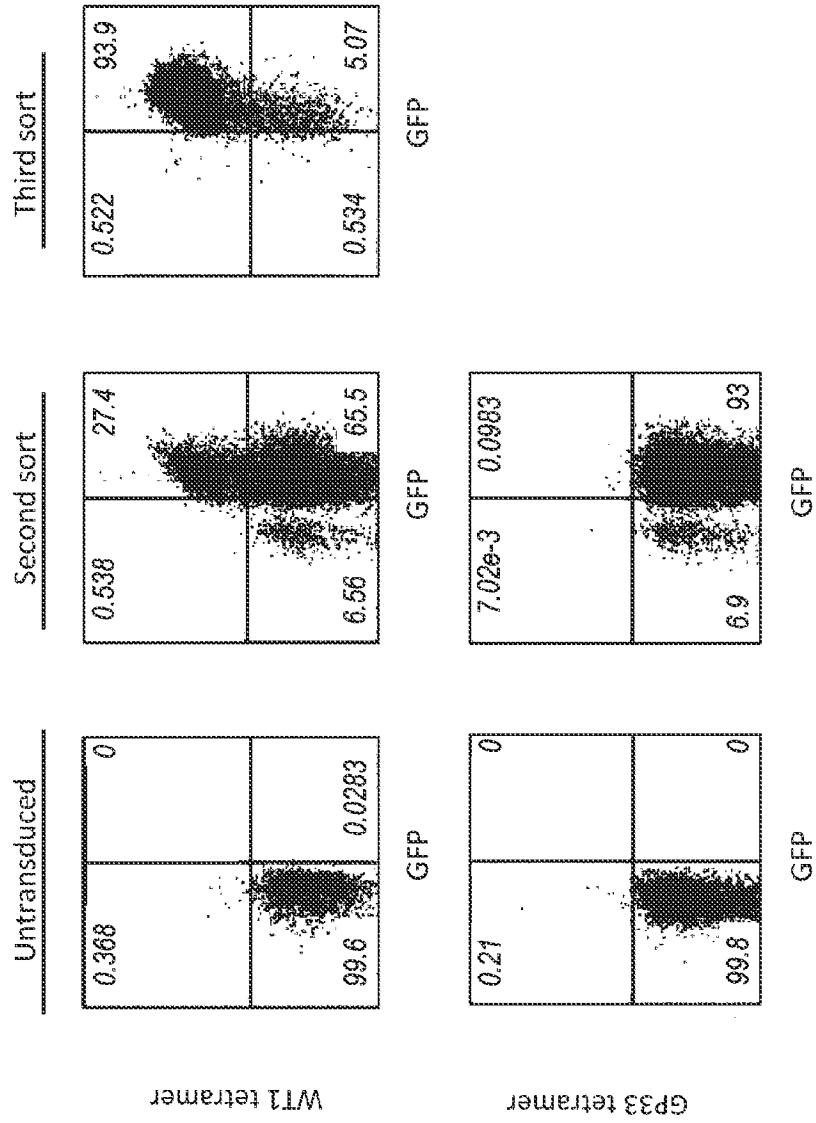 Untransduced
Second sort
Third sort
WT1 tetramer
0.368
0
99.6
0.0283
GFP
0.538
27.4
6.56
65.5
GFP
0.522
93.9
0.534
5.07
GFP
GP33 tetramer
0.21
0
99.8
0
GFP
7.02e-3
0.0983
6.9
93
GFP